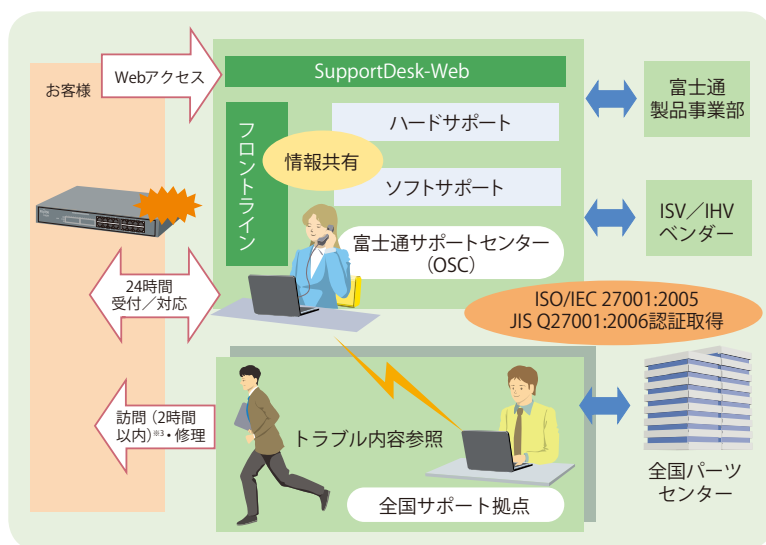 お客様
Webアクセス
SupportDesk-Web
フロントライン
ハードサポート
情報共有
ソフトサポート
富士通サポートセンター
（OSC）
富士通
製品事業部
ISV／IHV
ベンダー
24時間
受付／対応
ISO/IEC 27001:2005
JIS Q27001:2006認証取得
訪問（2時間
以内）※3・修理
トラブル内容参照
全国サポート拠点
全国パーツ
センター